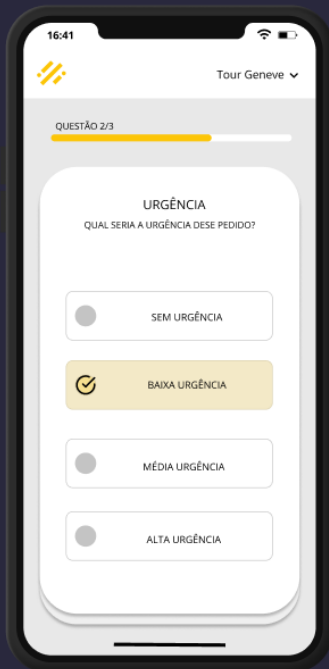 16:41
Tour Geneve
QUESTÃO 2/3
URGÊNCIA
QUAL SERIA A URGÊNCIA DESE PEDIDO?
SEM URGÊNCIA
BAIXA URGÊNCIA
MÉDIA URGÊNCIA
ALTA URGÊNCIA